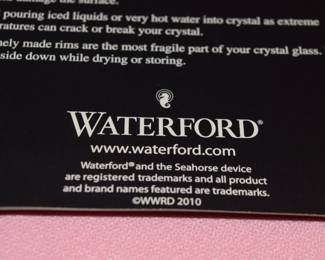 pouring iced liquids or very hot water into crystal as extreme
ratures can crack or break your crystal.
nely made rims are the most fragile part of your crystal glass.
side down while drying or storing.
WATERFORD®
www.waterford.com
Waterford® and the Seahorse device
are registered trademarks and all product
and brand names featured are trademarks.
©WWRD 2010